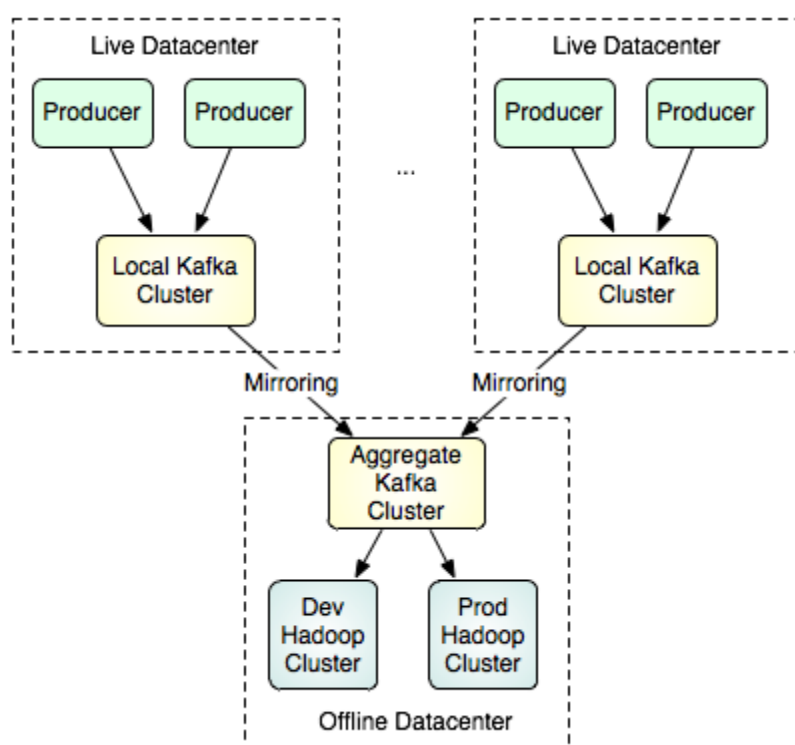 Live Datacenter
Live Datacenter
Producer
Producer
Producer
Producer
...
Local Kafka
Cluster
Local Kafka
Cluster
Mirroring
Mirroring
Aggregate
Kafka
Cluster
Dev
Hadoop
Cluster
Prod
Hadoop
Cluster
Offline Datacenter